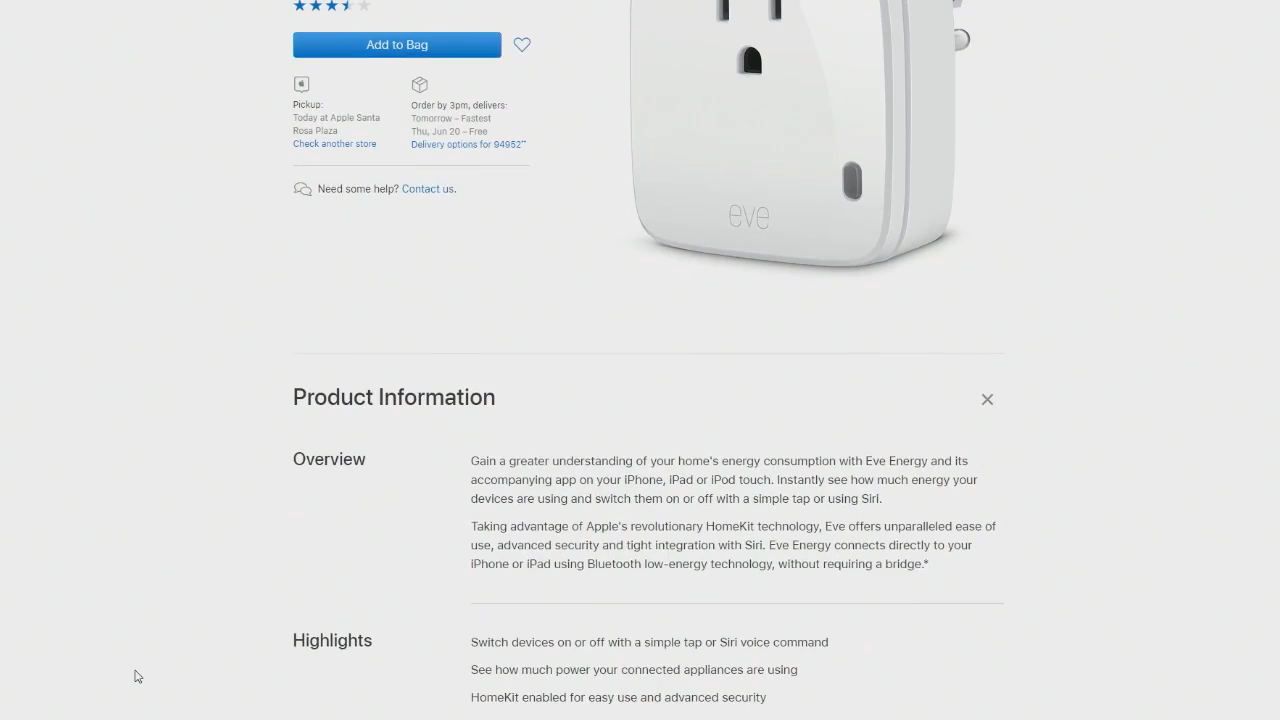 Add to Bag
Pickup:
Today at Apple Santa
Rosa Plaza
Check another store
Order by 3pm, delivers:
Tomorrow – Fastest
Thu, Jun 20 – Free
Delivery options for 94952**
Need some help? Contact us.
eve
Product Information
Overview
Gain a greater understanding of your home's energy consumption with Eve Energy and its
accompanying app on your iPhone, iPad or iPod touch. Instantly see how much energy your
devices are using and switch them on or off with a simple tap or using Siri.
Taking advantage of Apple's revolutionary HomeKit technology, Eve offers unparalleled ease of
use, advanced security and tight integration with Siri. Eve Energy connects directly to your
iPhone or iPad using Bluetooth low-energy technology, without requiring a bridge.*
Highlights
Switch devices on or off with a simple tap or Siri voice command
See how much power your connected appliances are using
HomeKit enabled for easy use and advanced security